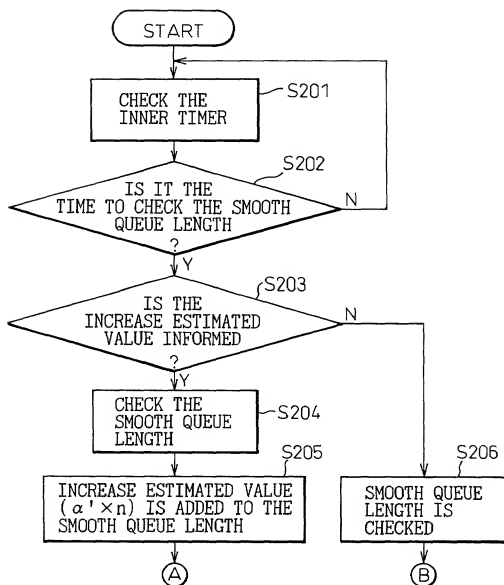 START
S201
CHECK THE
INNER TIMER
S202
IS IT THE
TIME TO CHECK THE SMOOTH
QUEUE LENGTH
?
N
Y
S203
IS THE
INCREASE ESTIMATED
VALUE INFORMED
?
N
Y
CHECK THE
SMOOTH QUEUE
LENGTH
S204
S205
INCREASE ESTIMATED VALUE
(α'×n) IS ADDED TO THE
SMOOTH QUEUE LENGTH
S206
SMOOTH QUEUE
LENGTH IS
CHECKED
A
B